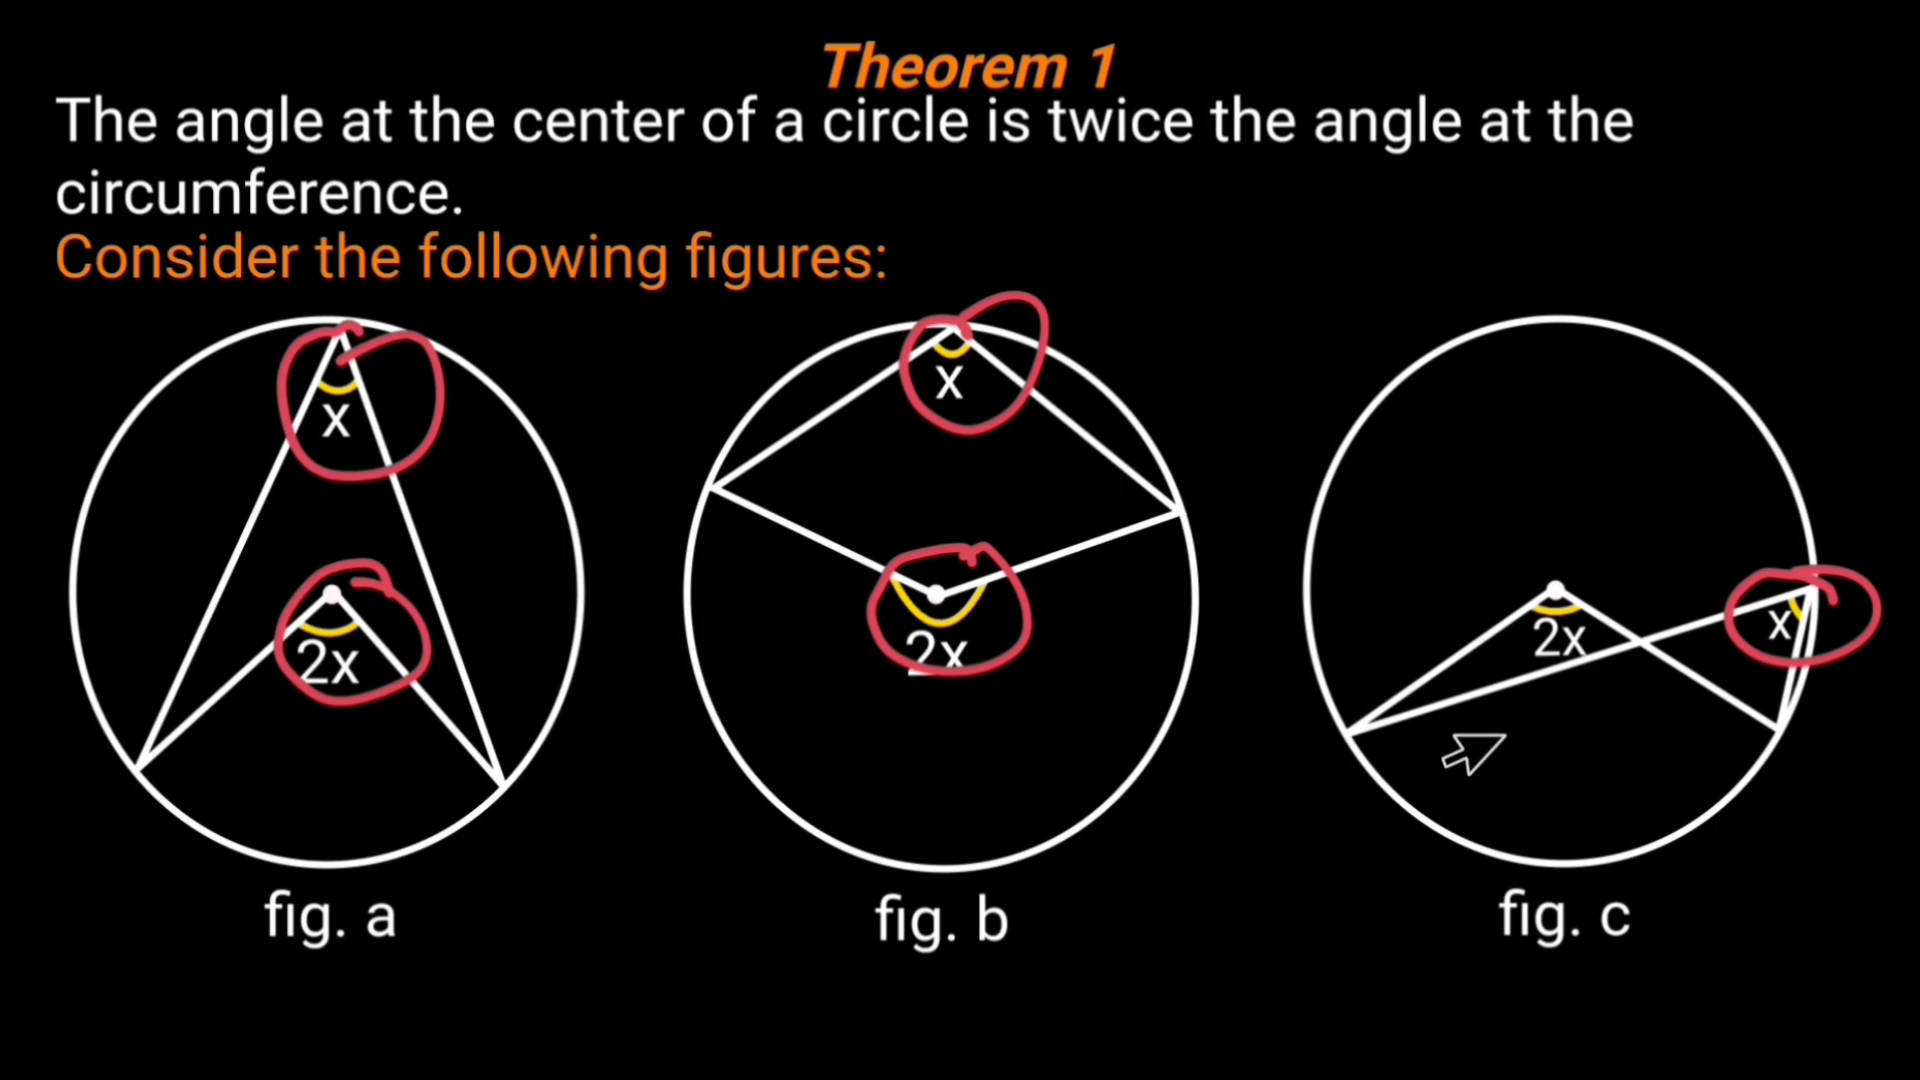 Theorem 1
The angle at the center of a circle is twice the angle at the
circumference.
Consider the following figures:
x
2x
x
2x
2x
x
fig. a
fig. b
fig. c